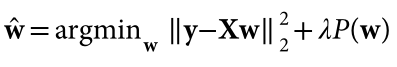 ŵ = argmin_w ‖y−Xw‖₂² + λP(w)